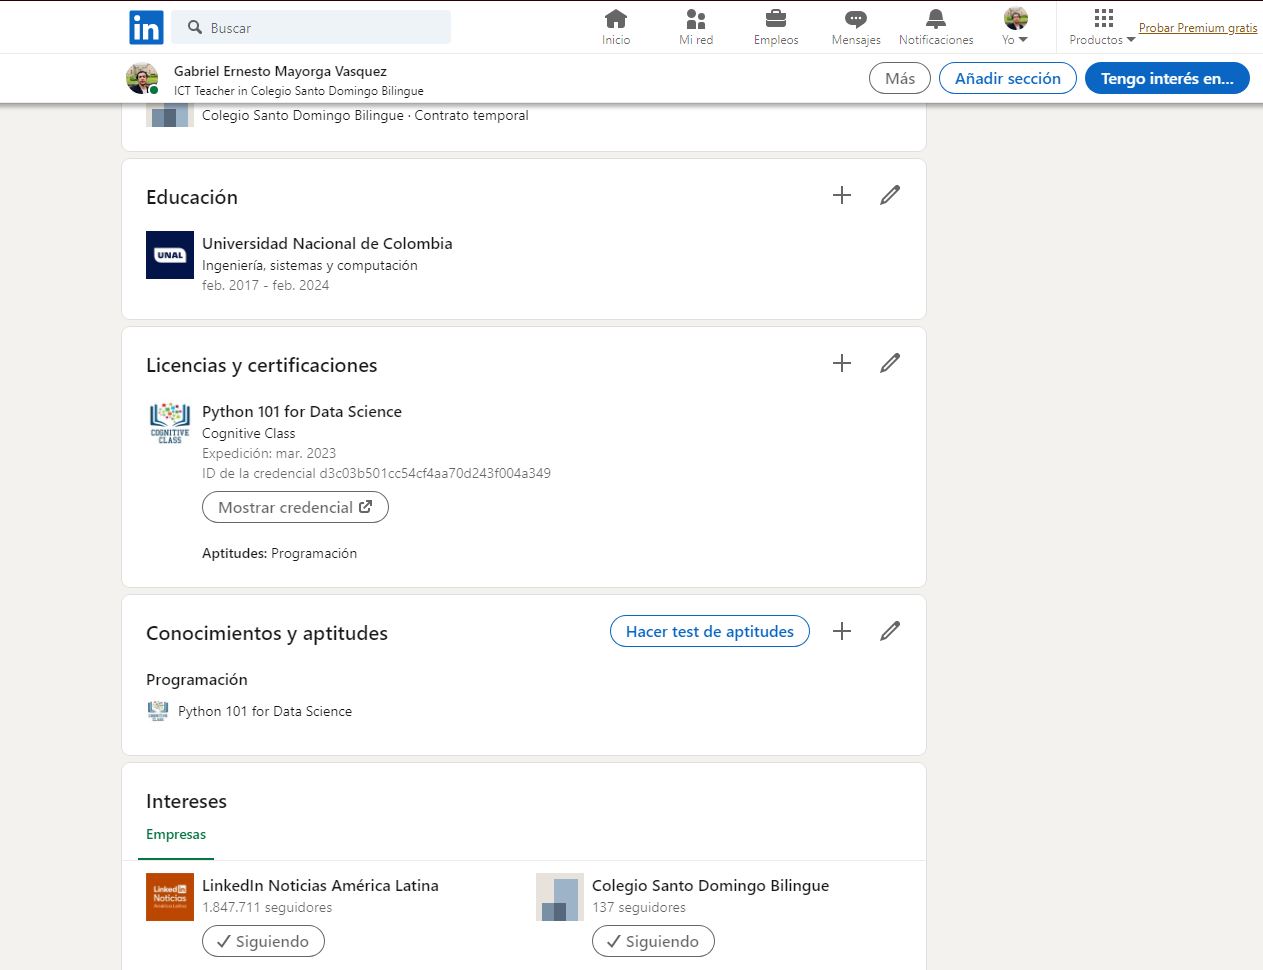 in
Buscar
Inicio
Mi red
Empleos
Mensajes
Notificaciones
Yo
Productos
Probar Premium gratis
Gabriel Ernesto Mayorga Vasquez
ICT Teacher in Colegio Santo Domingo Bilingue
Más
Añadir sección
Tengo interés en...
Colegio Santo Domingo Bilingue · Contrato temporal
Educación
UNAL
Universidad Nacional de Colombia
Ingeniería, sistemas y computación
feb. 2017 - feb. 2024
Licencias y certificaciones
COGNITIVE
CLASS
Python 101 for Data Science
Cognitive Class
Expedición: mar. 2023
ID de la credencial d3c03b501cc54cf4aa70d243f004a349
Mostrar credencial
Aptitudes: Programación
Conocimientos y aptitudes
Hacer test de aptitudes
Programación
Python 101 for Data Science
Intereses
Empresas
Linked in
Noticias
América Latina
LinkedIn Noticias América Latina
1.847.711 seguidores
Siguiendo
Colegio Santo Domingo Bilingue
137 seguidores
Siguiendo